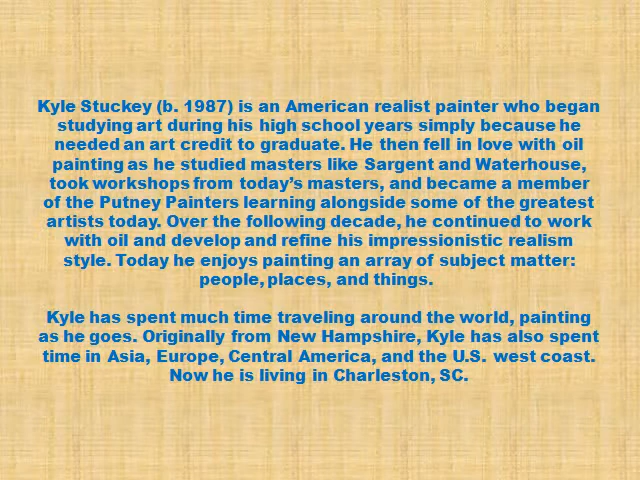 Kyle Stuckey (b. 1987) is an American realist painter who began
studying art during his high school years simply because he
needed an art credit to graduate. He then fell in love with oil
painting as he studied masters like Sargent and Waterhouse,
took workshops from today’s masters, and became a member
of the Putney Painters learning alongside some of the greatest
artists today. Over the following decade, he continued to work
with oil and develop and refine his impressionistic realism
style. Today he enjoys painting an array of subject matter:
people, places, and things.
Kyle has spent much time traveling around the world, painting
as he goes. Originally from New Hampshire, Kyle has also spent
time in Asia, Europe, Central America, and the U.S. west coast.
Now he is living in Charleston, SC.